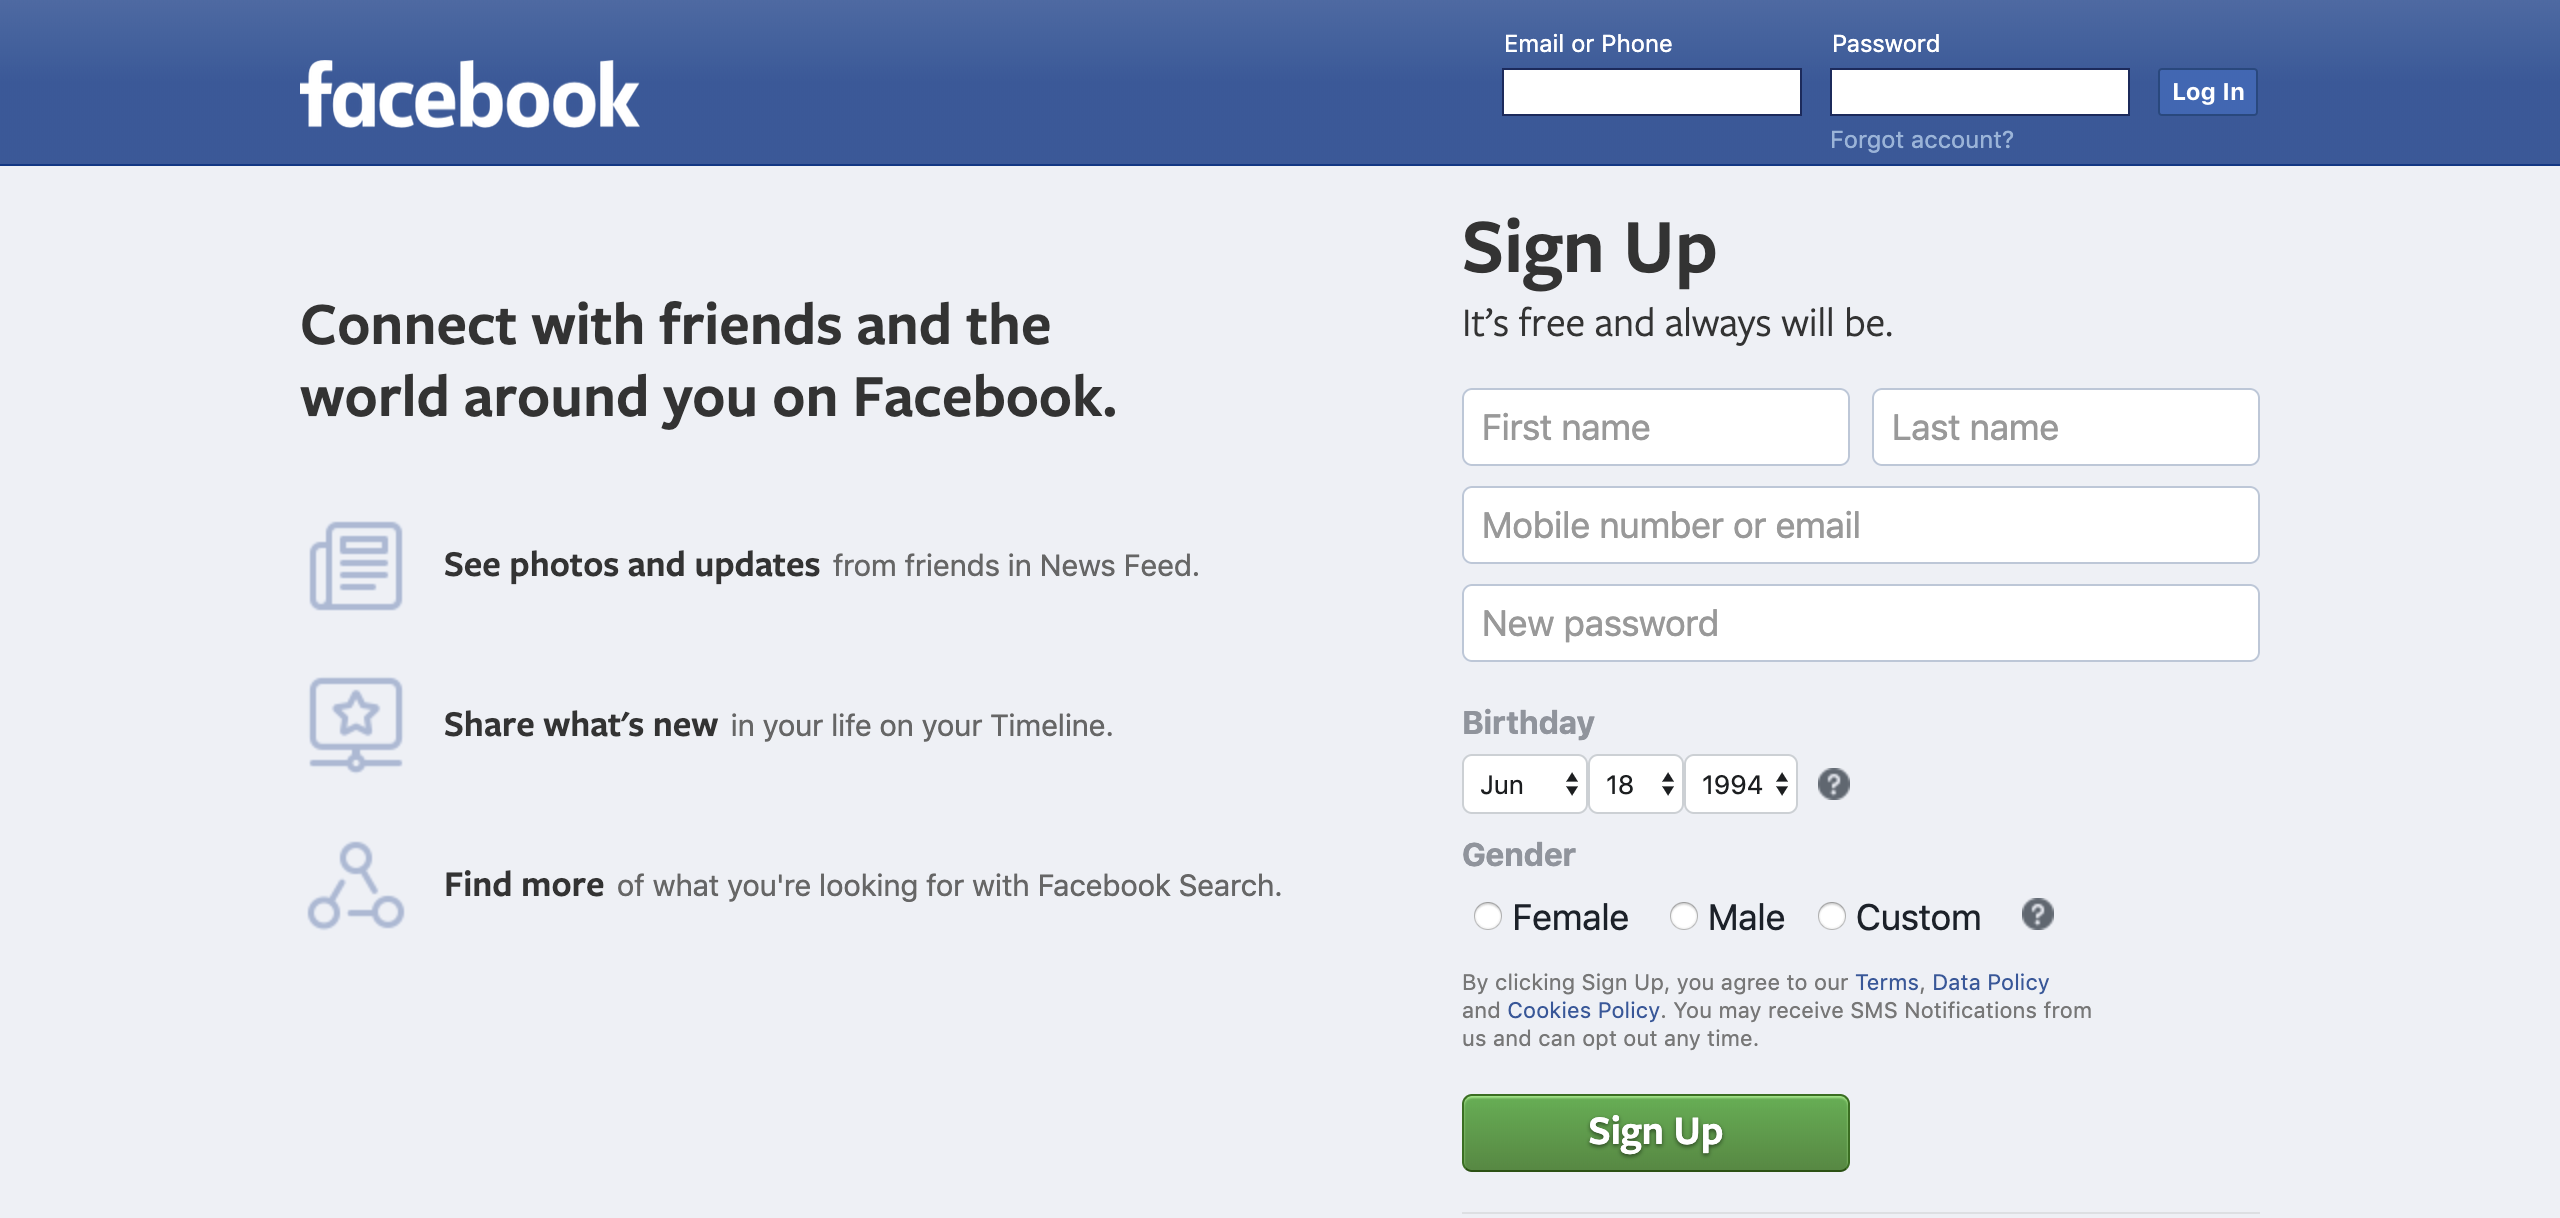 facebook
Email or Phone
Password
Log In
Forgot account?
Connect with friends and the
world around you on Facebook.
See photos and updates from friends in News Feed.
Share what's new in your life on your Timeline.
Find more of what you're looking for with Facebook Search.
Sign Up
It’s free and always will be.
First name
Last name
Mobile number or email
New password
Birthday
Jun 18 1994 ?
Gender
Female Male Custom ?
By clicking Sign Up, you agree to our Terms, Data Policy
and Cookies Policy. You may receive SMS Notifications from
us and can opt out any time.
Sign Up